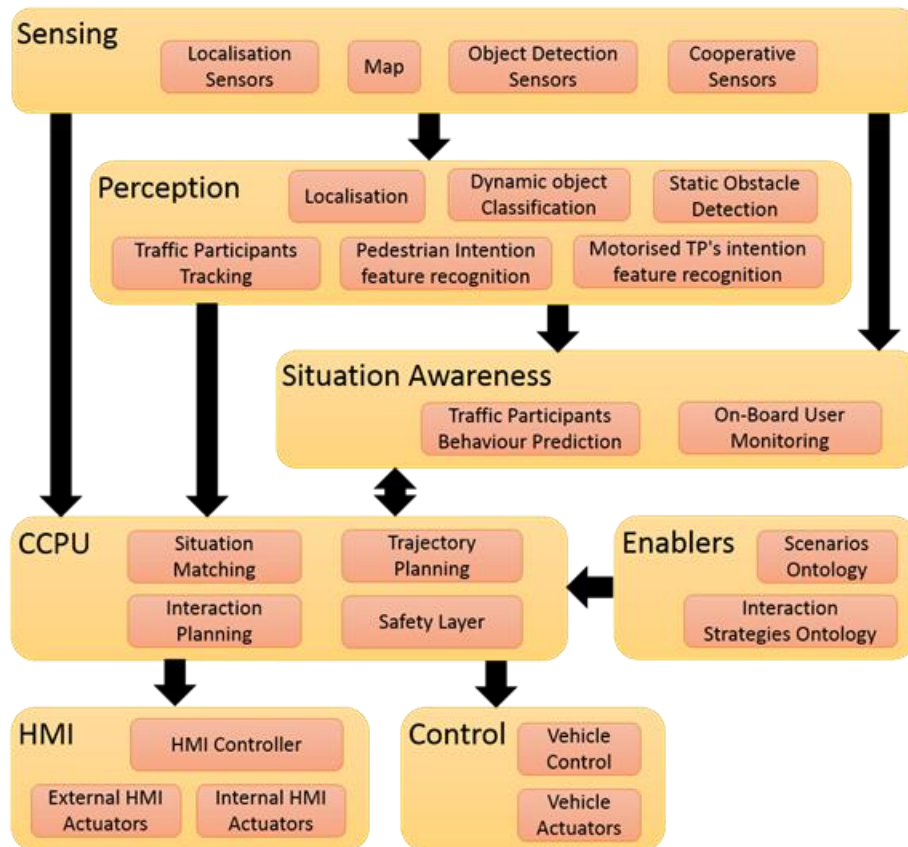 Sensing
Localisation
Sensors
Map
Object Detection
Sensors
Cooperative
Sensors
Perception
Localisation
Dynamic object
Classification
Static Obstacle
Detection
Traffic Participants
Tracking
Pedestrian Intention
feature recognition
Motorised TP's intention
feature recognition
Situation Awareness
Traffic Participants
Behaviour Prediction
On-Board User
Monitoring
CCPU
Situation
Matching
Trajectory
Planning
Interaction
Planning
Safety Layer
Enablers
Scenarios
Ontology
Interaction
Strategies Ontology
HMI
HMI Controller
External HMI
Actuators
Internal HMI
Actuators
Control
Vehicle
Control
Vehicle
Actuators